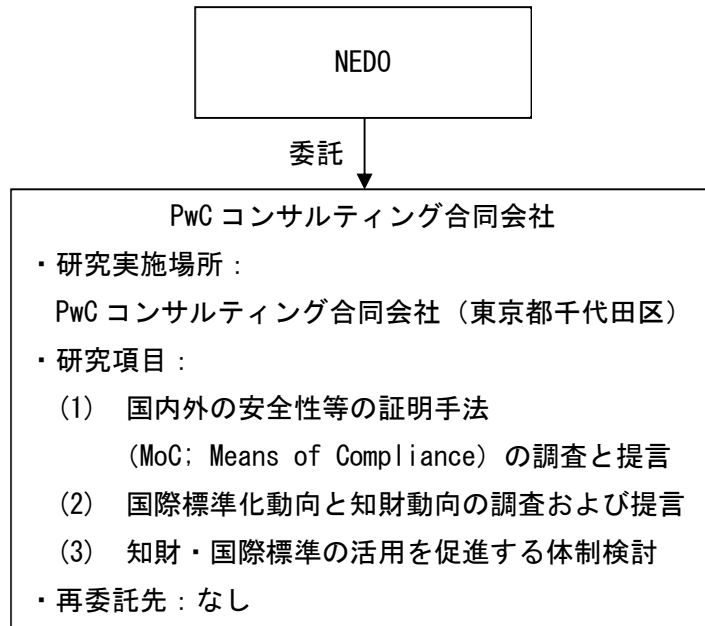 NEDO
委託
PwC コンサルティング合同会社
・研究実施場所：
PwC コンサルティング合同会社（東京都千代田区）
・研究項目：
(1) 国内外の安全性等の証明手法
(MoC; Means of Compliance) の調査と提言
(2) 国際標準化動向と知財動向の調査および提言
(3) 知財・国際標準の活用を促進する体制検討
・再委託先：なし